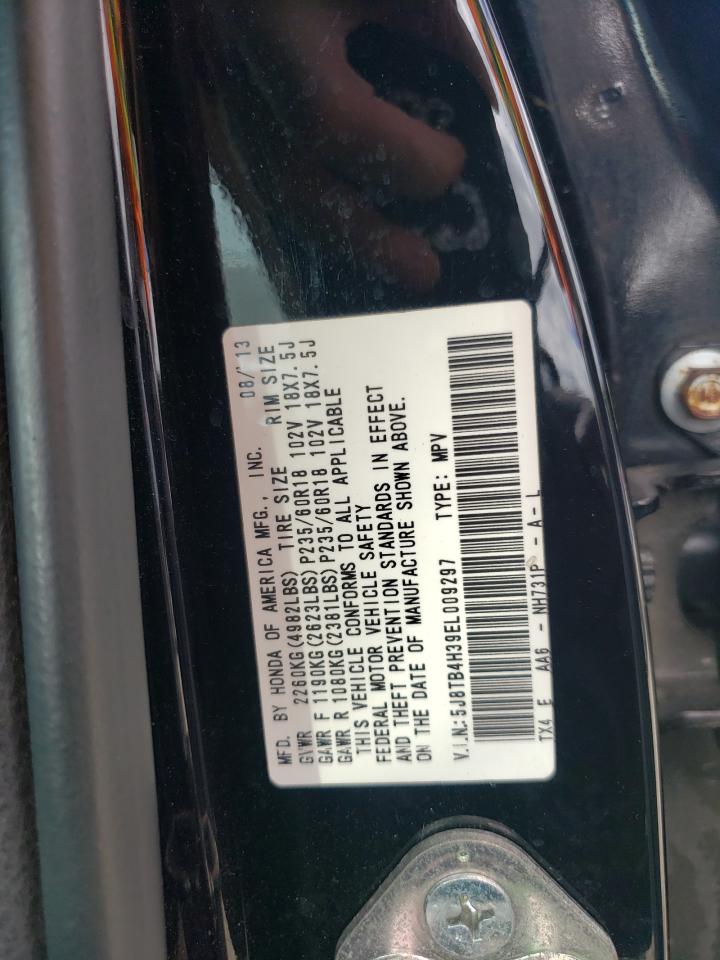 MFD. BY HONDA OF AMERICA MFG., INC. 08/'13
GVWR 2260KG(4982LBS) TIRE SIZE RIM SIZE
GAWR F 1190KG(2623LBS)P235/60R18 102V 18X7.5J
GAWR R 1080KG(2381LBS)P235/60R18 102V 18X7.5J
THIS VEHICLE CONFORMS TO ALL APPLICABLE
FEDERAL MOTOR VEHICLE SAFETY
AND THEFT PREVENTION STANDARDS IN EFFECT
ON THE DATE OF MANUFACTURE SHOWN ABOVE.
V.I.N.:5J8TB4H39EL009297 TYPE: MPV
TX4 E AA6 - NH731P - A - L